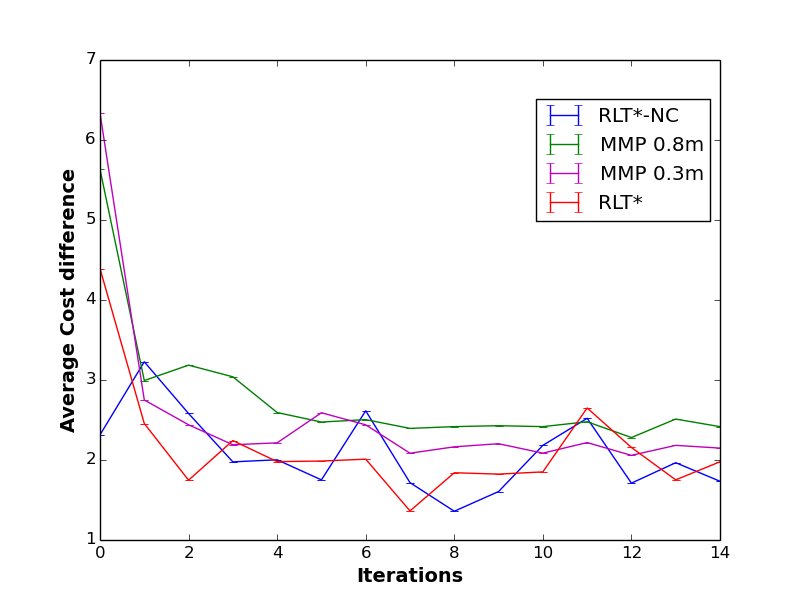 7
6
5
4
3
2
1
0 2 4 6 8 10 12 14
Average Cost difference
Iterations
RLT*-NC
MMP 0.8m
MMP 0.3m
RLT*